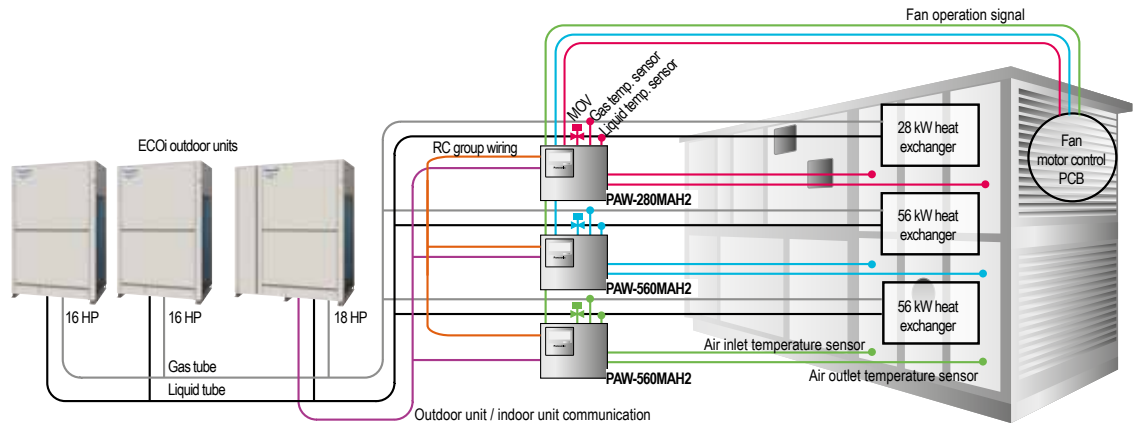 Fan operation signal
MOV
Gas temp. sensor
Liquid temp. sensor
ECOi outdoor units
RC group wiring
28 kW heat
exchanger
Fan
motor control
PCB
PAW-280MAH2
56 kW heat
exchanger
PAW-560MAH2
56 kW heat
exchanger
16 HP
16 HP
18 HP
Air inlet temperature sensor
Gas tube
Air outlet temperature sensor
PAW-560MAH2
Liquid tube
Outdoor unit / indoor unit communication